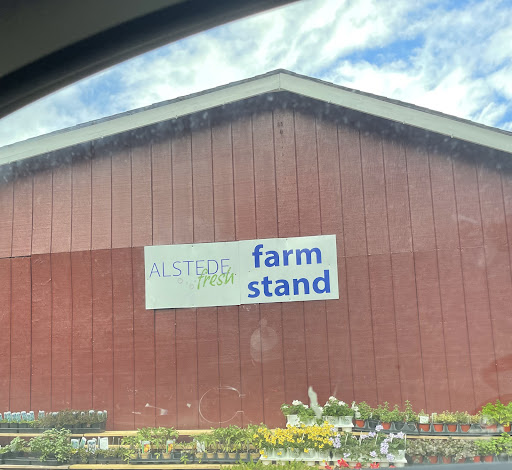 ALSTEDE
fresh
farm
stand